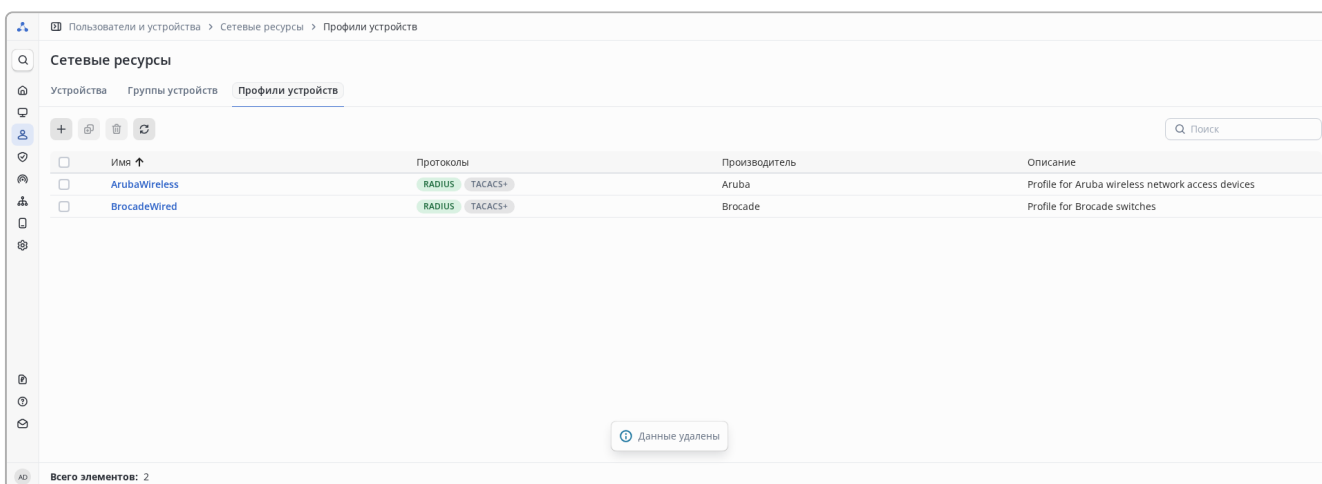 Пользователи и устройства > Сетевые ресурсы > Профили устройств
Сетевые ресурсы
Устройства Группы устройств Профили устройств
Поиск
Имя ↑ Протоколы Производитель Описание
ArubaWireless RADIUS TACACS+ Aruba Profile for Aruba wireless network access devices
BrocadeWired RADIUS TACACS+ Brocade Profile for Brocade switches
Данные удалены
AD Всего элементов: 2